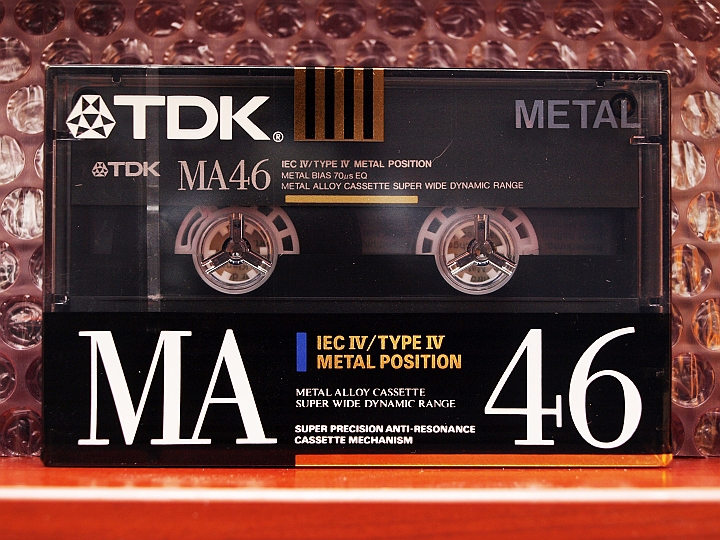 TDK®
METAL
TDK MA46
IEC IV/TYPE IV METAL POSITION
METAL BIAS 70μs EQ
METAL ALLOY CASSETTE SUPER WIDE DYNAMIC RANGE
MA 46
IEC IV/TYPE IV
METAL POSITION
METAL ALLOY CASSETTE
SUPER WIDE DYNAMIC RANGE
SUPER PRECISION ANTI-RESONANCE
CASSETTE MECHANISM